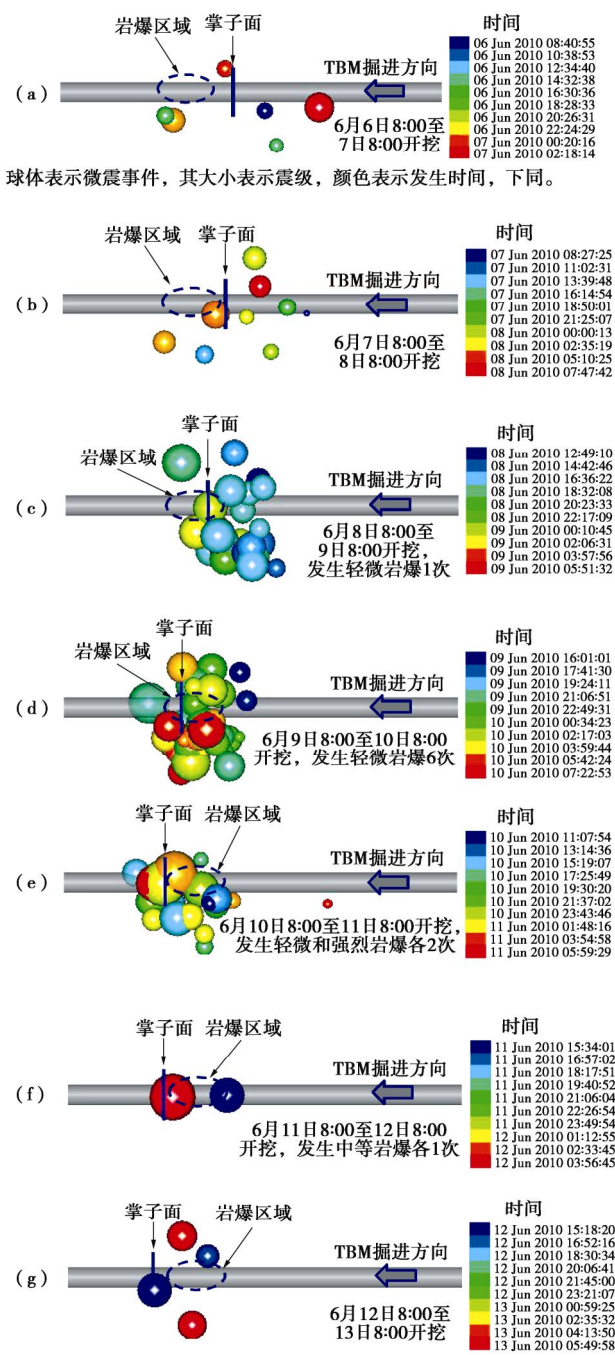 岩爆区域
掌子面
时间
TBM掘进方向
06 Jun 2010 08:40:55
06 Jun 2010 10:38:53
06 Jun 2010 12:34:40
06 Jun 2010 14:32:38
06 Jun 2010 16:30:36
06 Jun 2010 18:28:33
06 Jun 2010 20:26:31
06 Jun 2010 22:24:29
07 Jun 2010 00:20:16
07 Jun 2010 02:18:14
(a)
6月6日8:00至
7日8:00开挖
球体表示微震事件，其大小表示震级，颜色表示发生时间，下同。
岩爆区域
掌子面
时间
TBM掘进方向
07 Jun 2010 08:27:25
07 Jun 2010 11:02:31
07 Jun 2010 13:39:48
07 Jun 2010 16:14:54
07 Jun 2010 18:50:01
07 Jun 2010 21:25:07
08 Jun 2010 00:00:13
08 Jun 2010 02:35:19
08 Jun 2010 05:10:25
08 Jun 2010 07:47:42
(b)
6月7日8:00至
8日8:00开挖
掌子面
时间
岩爆区域
TBM掘进方向
08 Jun 2010 12:49:10
08 Jun 2010 14:42:46
08 Jun 2010 16:36:22
08 Jun 2010 18:32:08
08 Jun 2010 20:23:33
08 Jun 2010 22:17:09
09 Jun 2010 00:10:45
09 Jun 2010 02:06:31
09 Jun 2010 03:57:56
09 Jun 2010 05:51:32
(c)
6月8日8:00至
9日8:00开挖，
发生轻微岩爆1次
掌子面
时间
岩爆区域
TBM掘进方向
09 Jun 2010 16:01:01
09 Jun 2010 17:41:30
09 Jun 2010 19:24:11
09 Jun 2010 21:06:51
09 Jun 2010 22:49:31
10 Jun 2010 00:34:23
10 Jun 2010 02:17:03
10 Jun 2010 03:59:44
10 Jun 2010 05:42:24
10 Jun 2010 07:22:53
(d)
6月9日8:00至10日8:00
开挖，发生轻微岩爆6次
掌子面
岩爆区域
时间
TBM掘进方向
10 Jun 2010 11:07:54
10 Jun 2010 13:14:36
10 Jun 2010 15:19:07
10 Jun 2010 17:25:49
10 Jun 2010 19:30:20
10 Jun 2010 21:37:02
10 Jun 2010 23:43:46
11 Jun 2010 01:48:16
11 Jun 2010 03:54:58
11 Jun 2010 05:59:29
(e)
6月10日8:00至11日8:00开挖，
发生轻微和强烈岩爆各2次
掌子面
岩爆区域
时间
TBM掘进方向
11 Jun 2010 15:34:01
11 Jun 2010 16:57:02
11 Jun 2010 18:17:51
11 Jun 2010 19:40:52
11 Jun 2010 21:06:04
11 Jun 2010 22:26:54
11 Jun 2010 23:49:54
12 Jun 2010 01:12:55
12 Jun 2010 02:33:45
12 Jun 2010 03:56:45
(f)
6月11日8:00至12日8:00
开挖，发生中等岩爆各1次
掌子面
岩爆区域
时间
TBM掘进方向
12 Jun 2010 15:18:20
12 Jun 2010 16:52:16
12 Jun 2010 18:30:34
12 Jun 2010 20:06:41
12 Jun 2010 21:45:00
12 Jun 2010 23:21:07
13 Jun 2010 00:59:25
13 Jun 2010 02:35:32
13 Jun 2010 04:13:50
13 Jun 2010 05:49:58
(g)
6月12日8:00至
13日8:00开挖